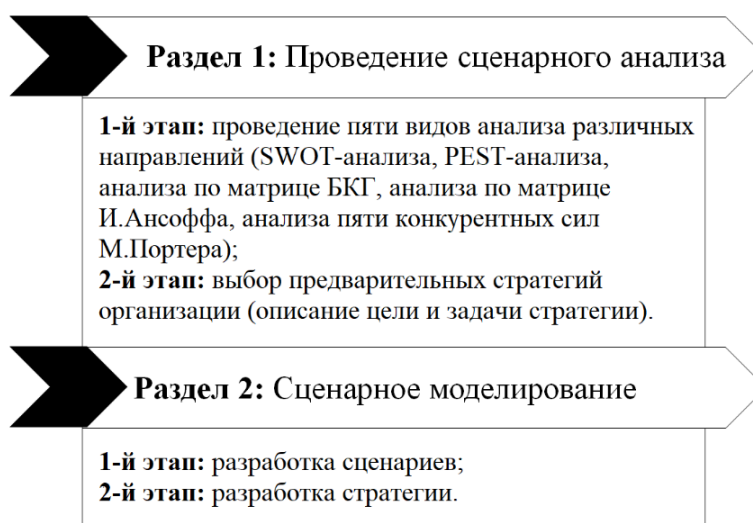 Раздел 1: Проведение сценарного анализа
1-й этап: проведение пяти видов анализа различных
направлений (SWOT-анализа, PEST-анализа,
анализа по матрице БКГ, анализа по матрице
И.Ансоффа, анализа пяти конкурентных сил
М.Портера);
2-й этап: выбор предварительных стратегий
организации (описание цели и задачи стратегии).
Раздел 2: Сценарное моделирование
1-й этап: разработка сценариев;
2-й этап: разработка стратегии.